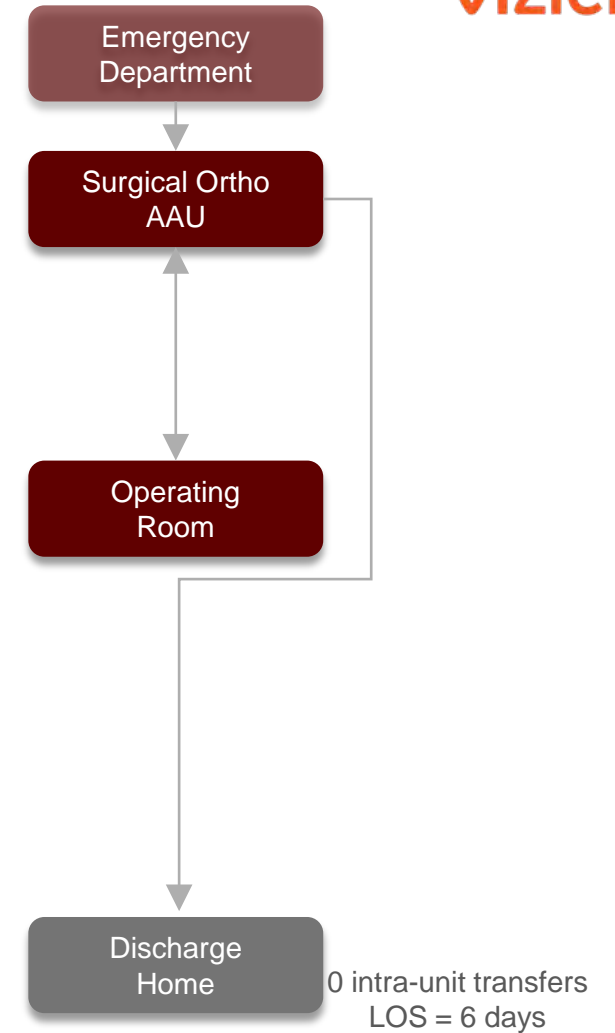 Emergency
Department
Surgical Ortho
AAU
Operating
Room
Discharge
Home
0 intra-unit transfers
LOS = 6 days